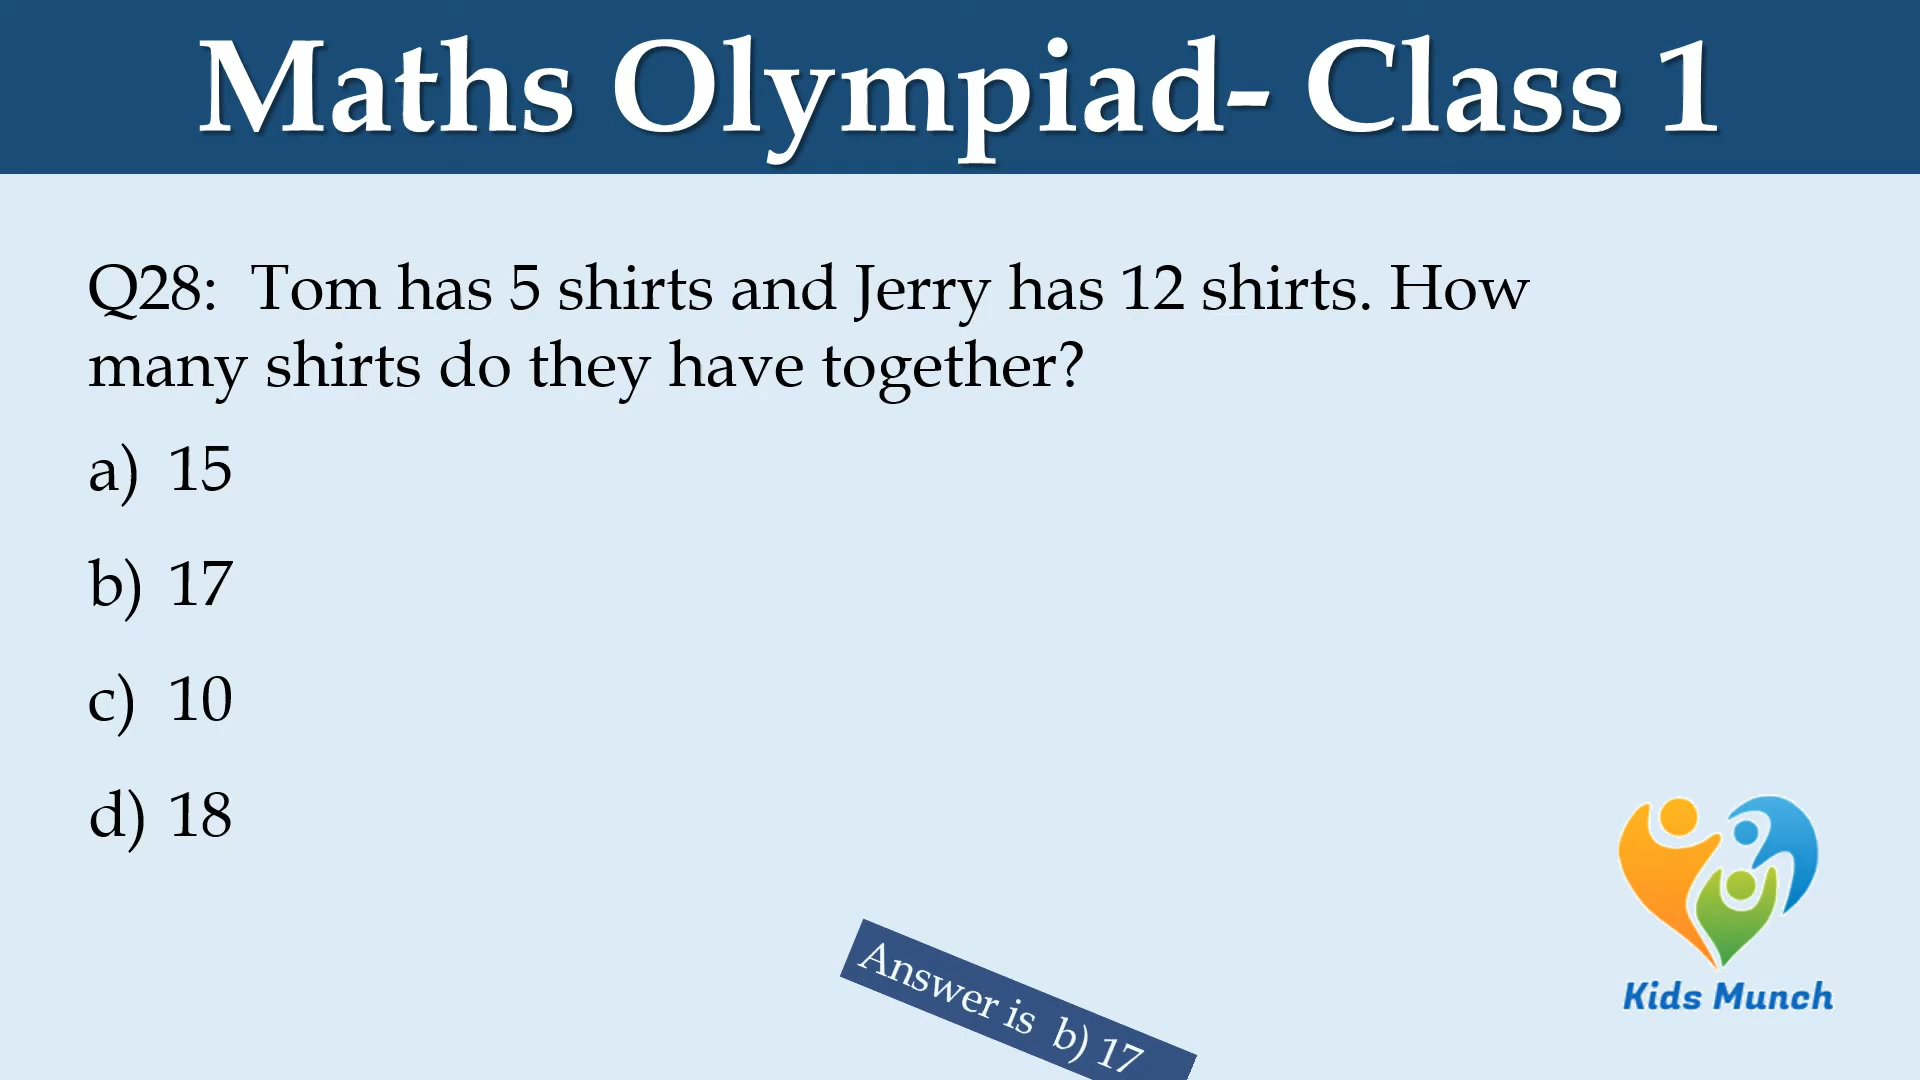 Maths Olympiad- Class 1
Q28: Tom has 5 shirts and Jerry has 12 shirts. How
many shirts do they have together?
a) 15
b) 17
c) 10
d) 18
Answer is b) 17
Kids Munch